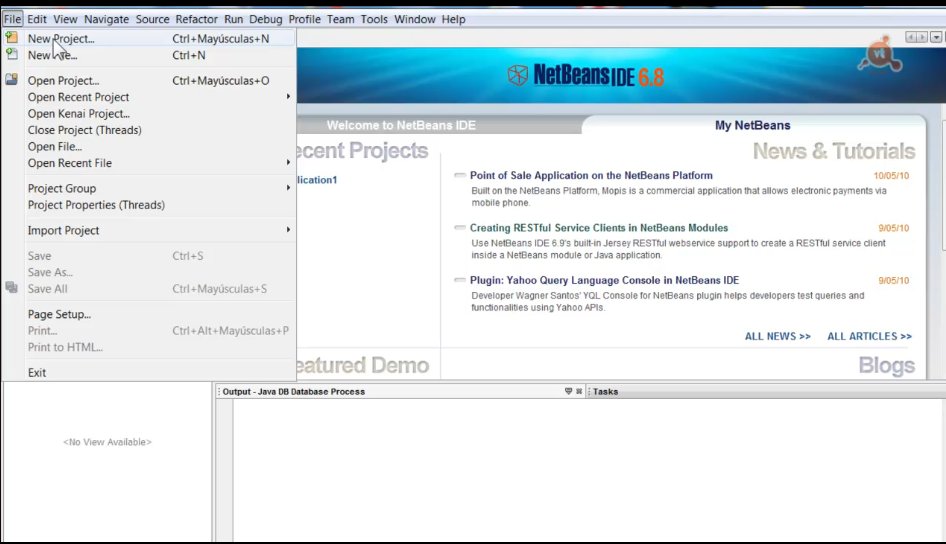 File Edit View Navigate Source Refactor Run Debug Profile Team Tools Window Help
New Project... Ctrl+Mayúsculas+N
New Ctrl+N
Open Project... Ctrl+Mayúsculas+O
Open Recent Project
Open Kenai Project...
Close Project (Threads)
Open File...
Open Recent File
Project Group
Project Properties (Threads)
Import Project
Save Ctrl+S
Save As...
Save All Ctrl+Mayúsculas+S
Page Setup...
Print... Ctrl+Alt+Mayúsculas+P
Print to HTML...
Exit
vt
NetBeans IDE 6.8
Welcome to NetBeans IDE
My NetBeans
ecent Projects
lication1
eatured Demo
News & Tutorials
Point of Sale Application on the NetBeans Platform 10/05/10
Built on the NetBeans Platform, Mopis is a commercial application that allows electronic payments via
mobile phone.
Creating RESTful Service Clients in NetBeans Modules 9/05/10
Use NetBeans IDE 6.9's built-in Jersey RESTful webservice support to create a RESTful service client
inside a NetBeans module or Java application.
Plugin: Yahoo Query Language Console in NetBeans IDE 9/05/10
Developer Wagner Santos' YQL Console for NetBeans plugin helps developers test queries and
functionalities using Yahoo APIs.
ALL NEWS >> ALL ARTICLES >>
Blogs
<No View Available>
Output - Java DB Database Process
Tasks